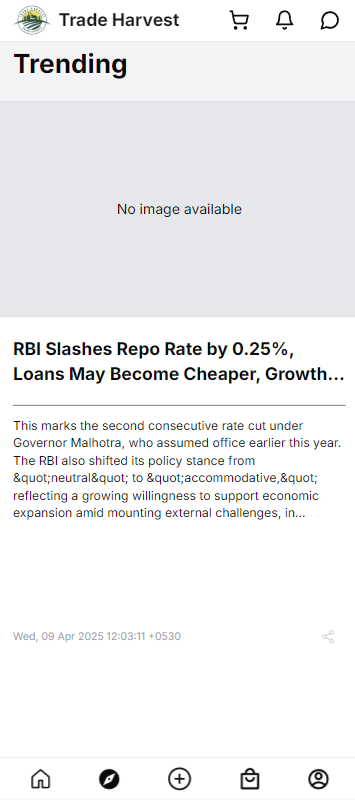 Trade Harvest
Trending
No image available
RBI Slashes Repo Rate by 0.25%,
Loans May Become Cheaper, Growth...
This marks the second consecutive rate cut under
Governor Malhotra, who assumed office earlier this year.
The RBI also shifted its policy stance from
&quot;neutral&quot; to &quot;accommodative,&quot;
reflecting a growing willingness to support economic
expansion amid mounting external challenges, in...
Wed, 09 Apr 2025 12:03:11 +0530